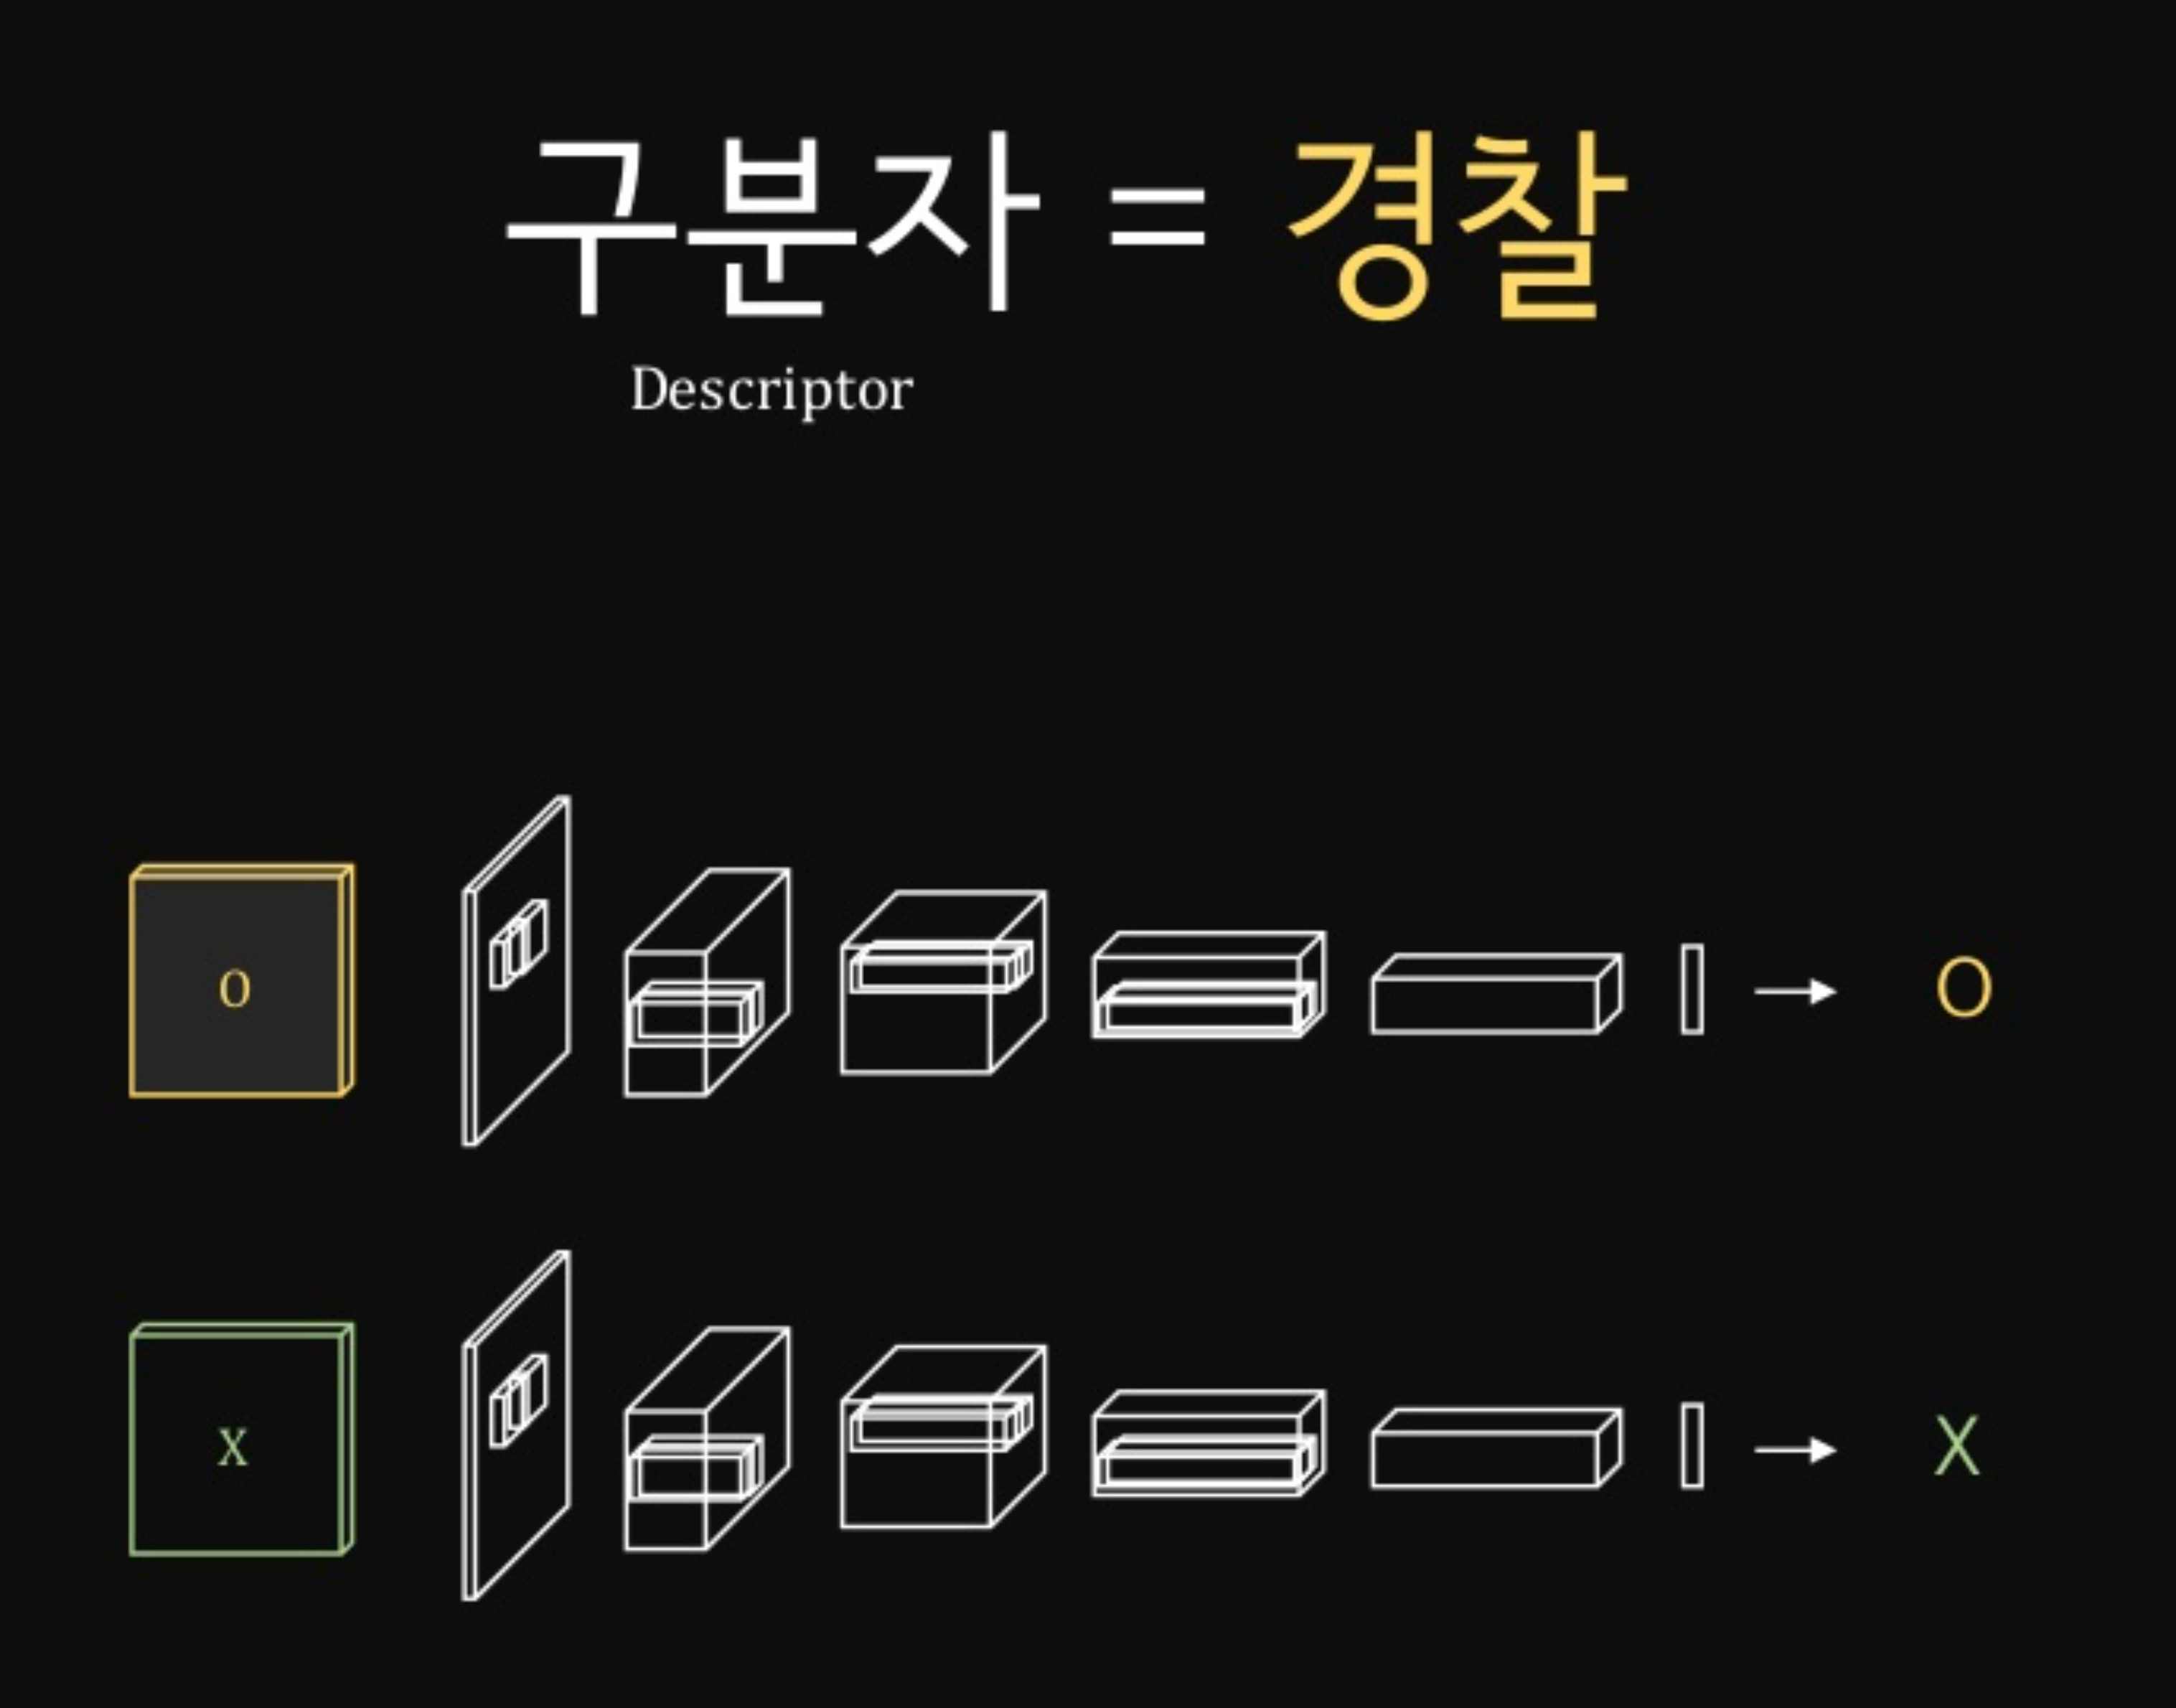 구분자 = 경찰
Descriptor
O → O
X → X